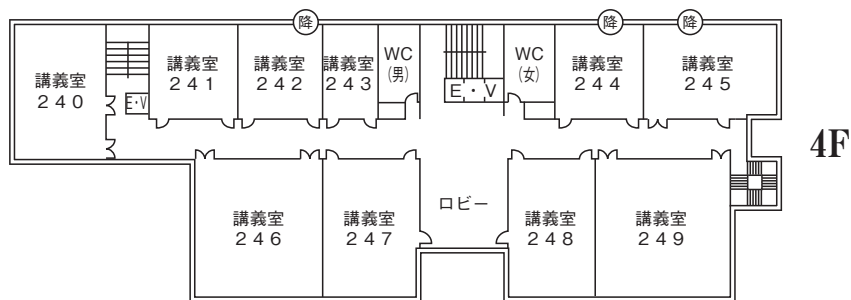 降
降
降
講義室
２４０
E・V
講義室
２４１
講義室
２４２
講義室
２４３
WC
(男)
E・V
WC
(女)
講義室
２４４
講義室
２４５
4F
講義室
２４６
講義室
２４７
ロビー
講義室
２４８
講義室
２４９